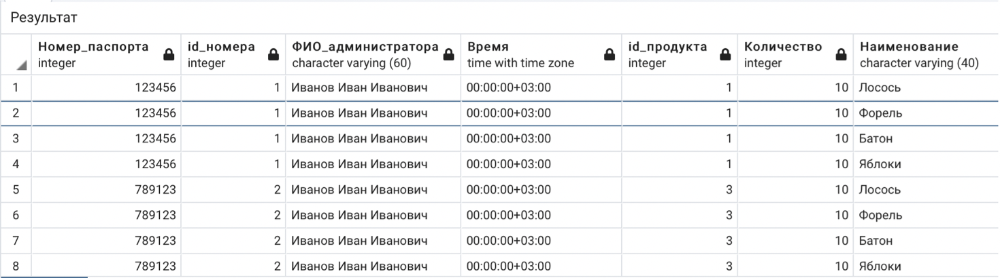 Результат
Номер_паспорта id_номера ФИО_администратора Время id_продукта Количество Наименование
integer integer character varying (60) time with time zone integer integer character varying (40)
1 123456 1 Иванов Иван Иванович 00:00:00+03:00 1 10 Лосось
2 123456 1 Иванов Иван Иванович 00:00:00+03:00 1 10 Форель
3 123456 1 Иванов Иван Иванович 00:00:00+03:00 1 10 Батон
4 123456 1 Иванов Иван Иванович 00:00:00+03:00 1 10 Яблоки
5 789123 2 Иванов Иван Иванович 00:00:00+03:00 3 10 Лосось
6 789123 2 Иванов Иван Иванович 00:00:00+03:00 3 10 Форель
7 789123 2 Иванов Иван Иванович 00:00:00+03:00 3 10 Батон
8 789123 2 Иванов Иван Иванович 00:00:00+03:00 3 10 Яблоки